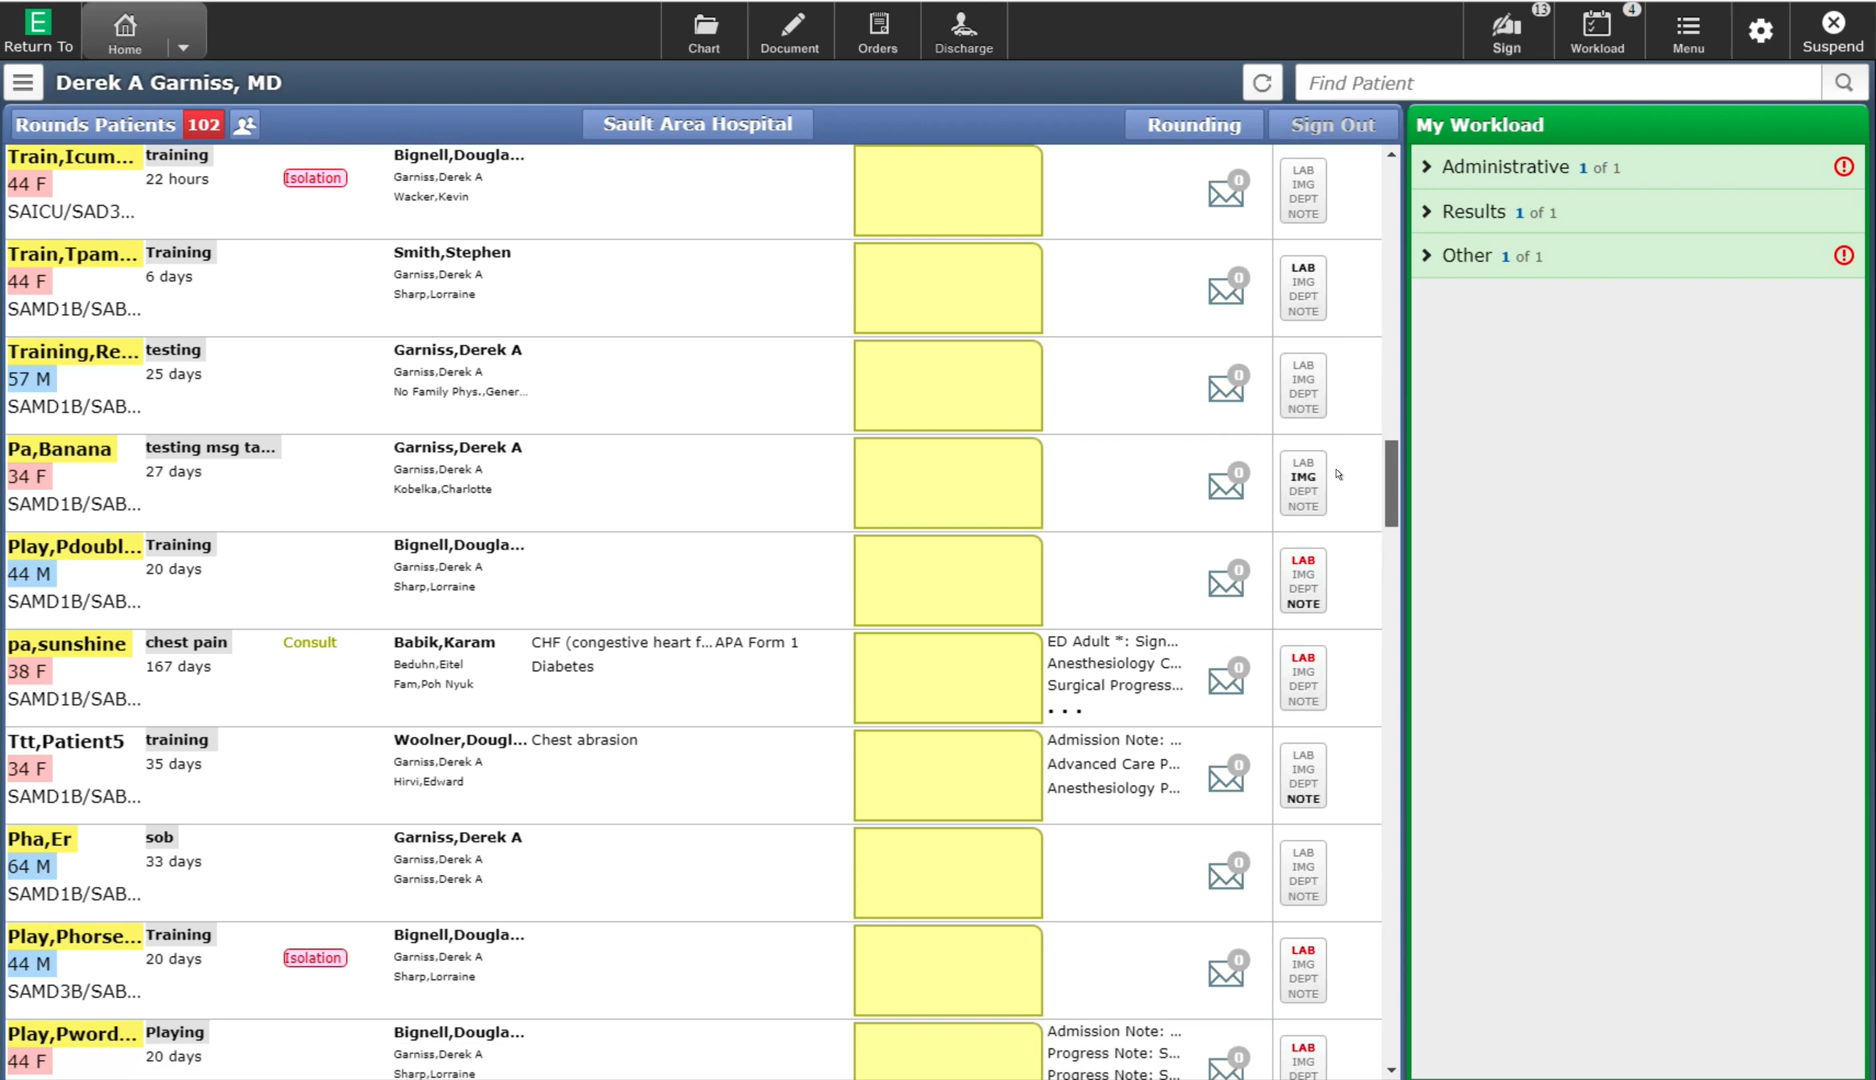 E
Return To
Home
Chart
Document
Orders
Discharge
13
Sign
4
Workload
Menu
Suspend
Derek A Garniss, MD
Find Patient
Rounds Patients 102
Sault Area Hospital
Rounding
Sign Out
My Workload
Administrative 1 of 1
Results 1 of 1
Other 1 of 1
Train,Icum... training Bignell,Dougla...
44 F 22 hours Isolation Garniss,Derek A 0
SAICU/SAD3... Wacker,Kevin
LAB
IMG
DEPT
NOTE
Train,Tpam... Training Smith,Stephen
44 F 6 days Garniss,Derek A 0
SAMD1B/SAB... Sharp,Lorraine
LAB
IMG
DEPT
NOTE
Training,Re... testing Garniss,Derek A
57 M 25 days Garniss,Derek A 0
SAMD1B/SAB... No Family Phys.,Gener...
LAB
IMG
DEPT
NOTE
Pa,Banana testing msg ta... Garniss,Derek A
34 F 27 days Garniss,Derek A 0
SAMD1B/SAB... Kobelka,Charlotte
LAB
IMG
DEPT
NOTE
Play,Pdoubl... Training Bignell,Dougla...
44 M 20 days Garniss,Derek A 0
SAMD1B/SAB... Sharp,Lorraine
LAB
IMG
DEPT
NOTE
pa,sunshine chest pain Consult Babik,Karam CHF (congestive heart f... APA Form 1 ED Adult *: Sign...
38 F 167 days Beduhn,Eitel Diabetes Anesthesiology C... 0
SAMD1B/SAB... Fam,Poh Nyuk Surgical Progress...
...
LAB
IMG
DEPT
NOTE
Ttt,Patient5 training Woolner,Dougl... Chest abrasion Admission Note: ...
34 F 35 days Garniss,Derek A Advanced Care P... 0
SAMD1B/SAB... Hirvi,Edward Anesthesiology P...
LAB
IMG
DEPT
NOTE
Pha,Er sob Garniss,Derek A
64 M 33 days Garniss,Derek A 0
SAMD1B/SAB... Garniss,Derek A
LAB
IMG
DEPT
NOTE
Play,Phorse... Training Bignell,Dougla...
44 M 20 days Isolation Garniss,Derek A 0
SAMD3B/SAB... Sharp,Lorraine
LAB
IMG
DEPT
NOTE
Play,Pword... Playing Bignell,Dougla... Admission Note: ...
44 F 20 days Garniss,Derek A Progress Note: S... 0
Sharp,Lorraine Progress Note: S...
LAB
IMG
DEPT